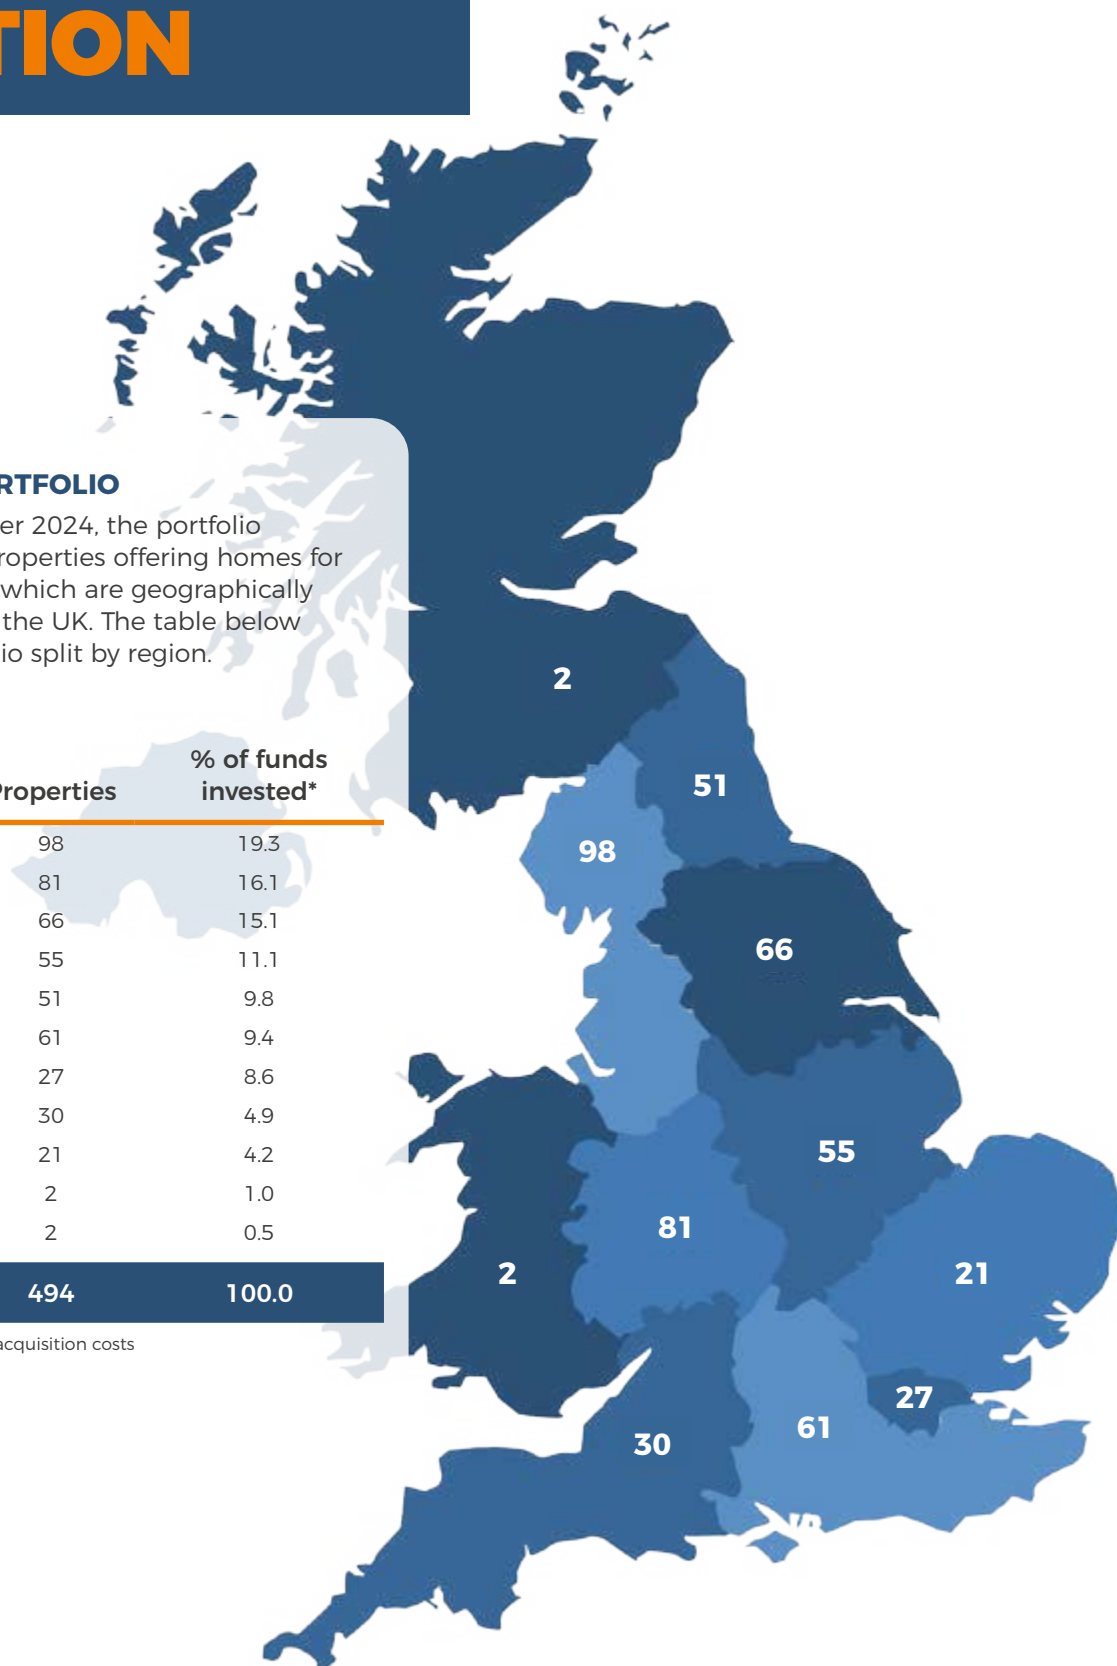 TION
RTFOLIO
er 2024, the portfolio
roperties offering homes for
which are geographically
the UK. The table below
io split by region.
% of funds
Properties invested*
98 19.3
81 16.1
66 15.1
55 11.1
51 9.8
61 9.4
27 8.6
30 4.9
21 4.2
2 1.0
2 0.5
494 100.0
acquisition costs
2
51
98
66
55
81
2
21
27
61
30